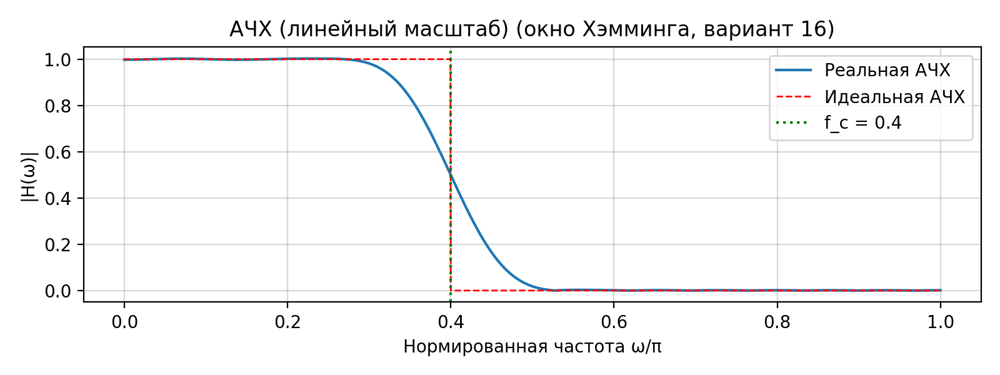 АЧХ (линейный масштаб) (окно Хэмминга, вариант 16)
|H(ω)|
1.0
0.8
0.6
0.4
0.2
0.0
Реальная АЧХ
Идеальная АЧХ
f_c = 0.4
0.0 0.2 0.4 0.6 0.8 1.0
Нормированная частота ω/π